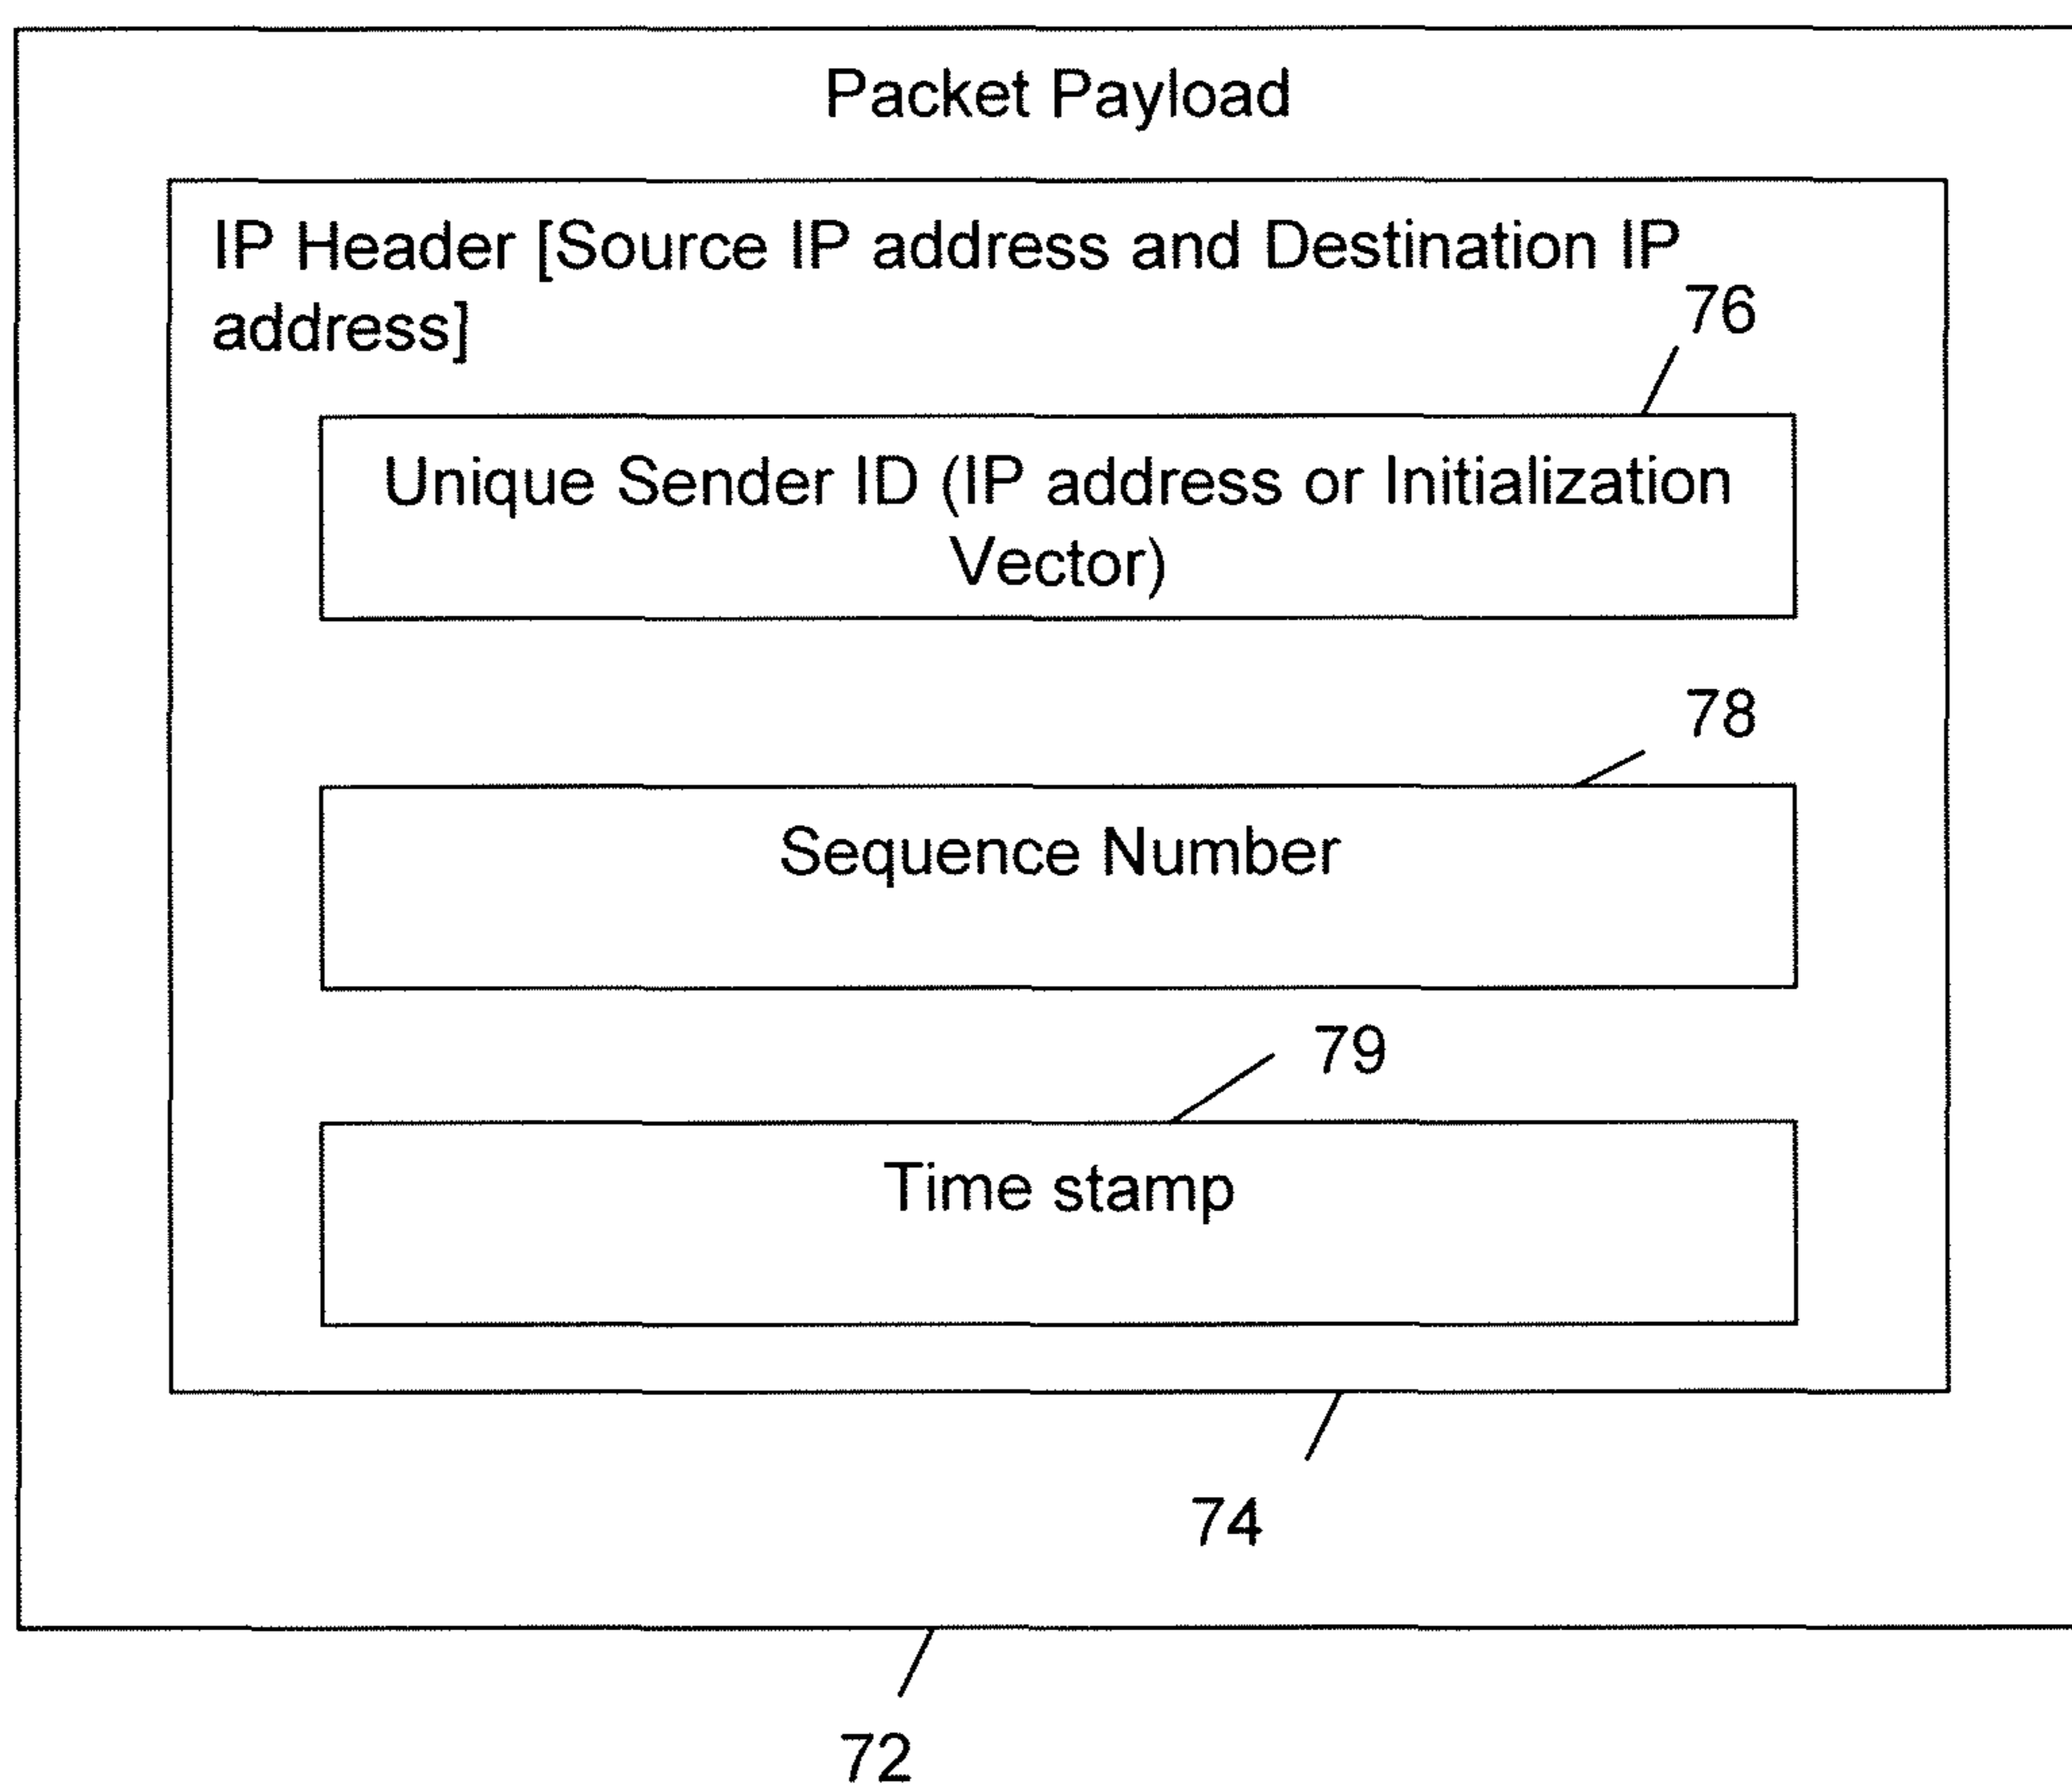 Packet Payload
IP Header [Source IP address and Destination IP
address]
76
Unique Sender ID (IP address or Initialization
Vector)
78
Sequence Number
79
Time stamp
74
72